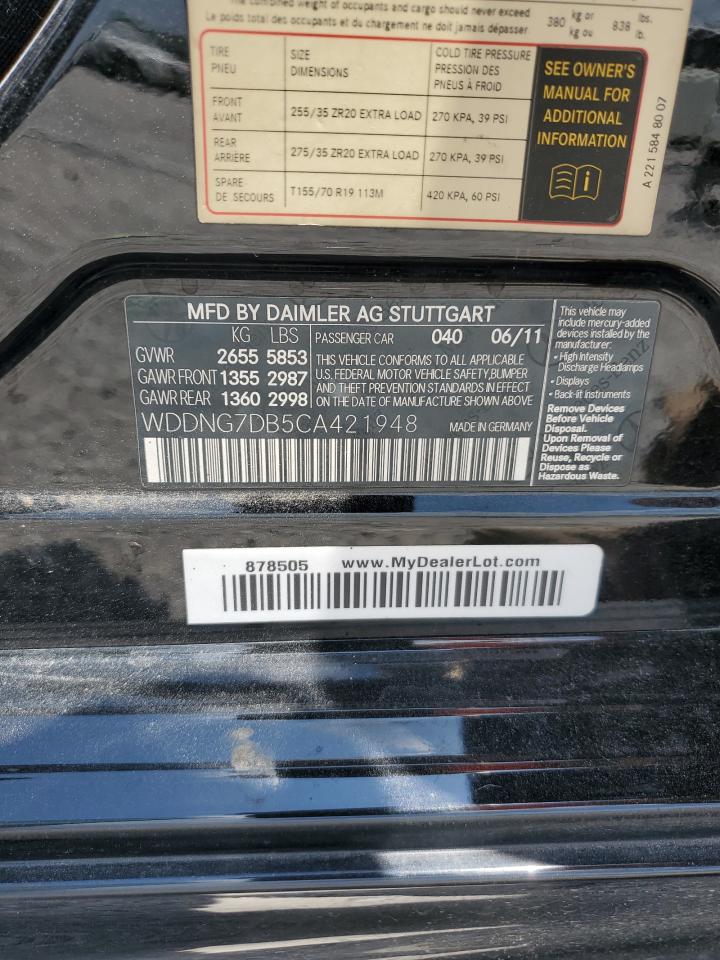 The combined weight of occupants and cargo should never exceed 380 kg or 838 lbs.
Le poids total des occupants et du chargement ne doit jamais dépasser kg ou lb.
TIRE SIZE COLD TIRE PRESSURE
PNEU DIMENSIONS PRESSION DES
PNEUS À FROID
FRONT
AVANT 255/35 ZR20 EXTRA LOAD 270 KPA, 39 PSI
REAR
ARRIÈRE 275/35 ZR20 EXTRA LOAD 270 KPA, 39 PSI
SPARE
DE SECOURS T155/70 R19 113M 420 KPA, 60 PSI
SEE OWNER'S
MANUAL FOR
ADDITIONAL
INFORMATION
A 221 584 80 07
MFD BY DAIMLER AG STUTTGART
KG LBS PASSENGER CAR 040 06/11
GVWR 2655 5853
GAWR FRONT 1355 2987
GAWR REAR 1360 2998
THIS VEHICLE CONFORMS TO ALL APPLICABLE
U.S. FEDERAL MOTOR VEHICLE SAFETY, BUMPER
AND THEFT PREVENTION STANDARDS IN EFFECT
ON THE DATE OF MANUFACTURE SHOWN ABOVE.
WDDNG7DB5CA421948 MADE IN GERMANY
This vehicle may
include mercury-added
devices installed by the
manufacturer:
• High Intensity
Discharge Headlamps
• Displays
• Back-lit instruments
Remove Devices
Before Vehicle
Disposal.
Upon Removal of
Devices Please
Reuse, Recycle or
Dispose as
Hazardous Waste.
878505 www.MyDealerLot.com